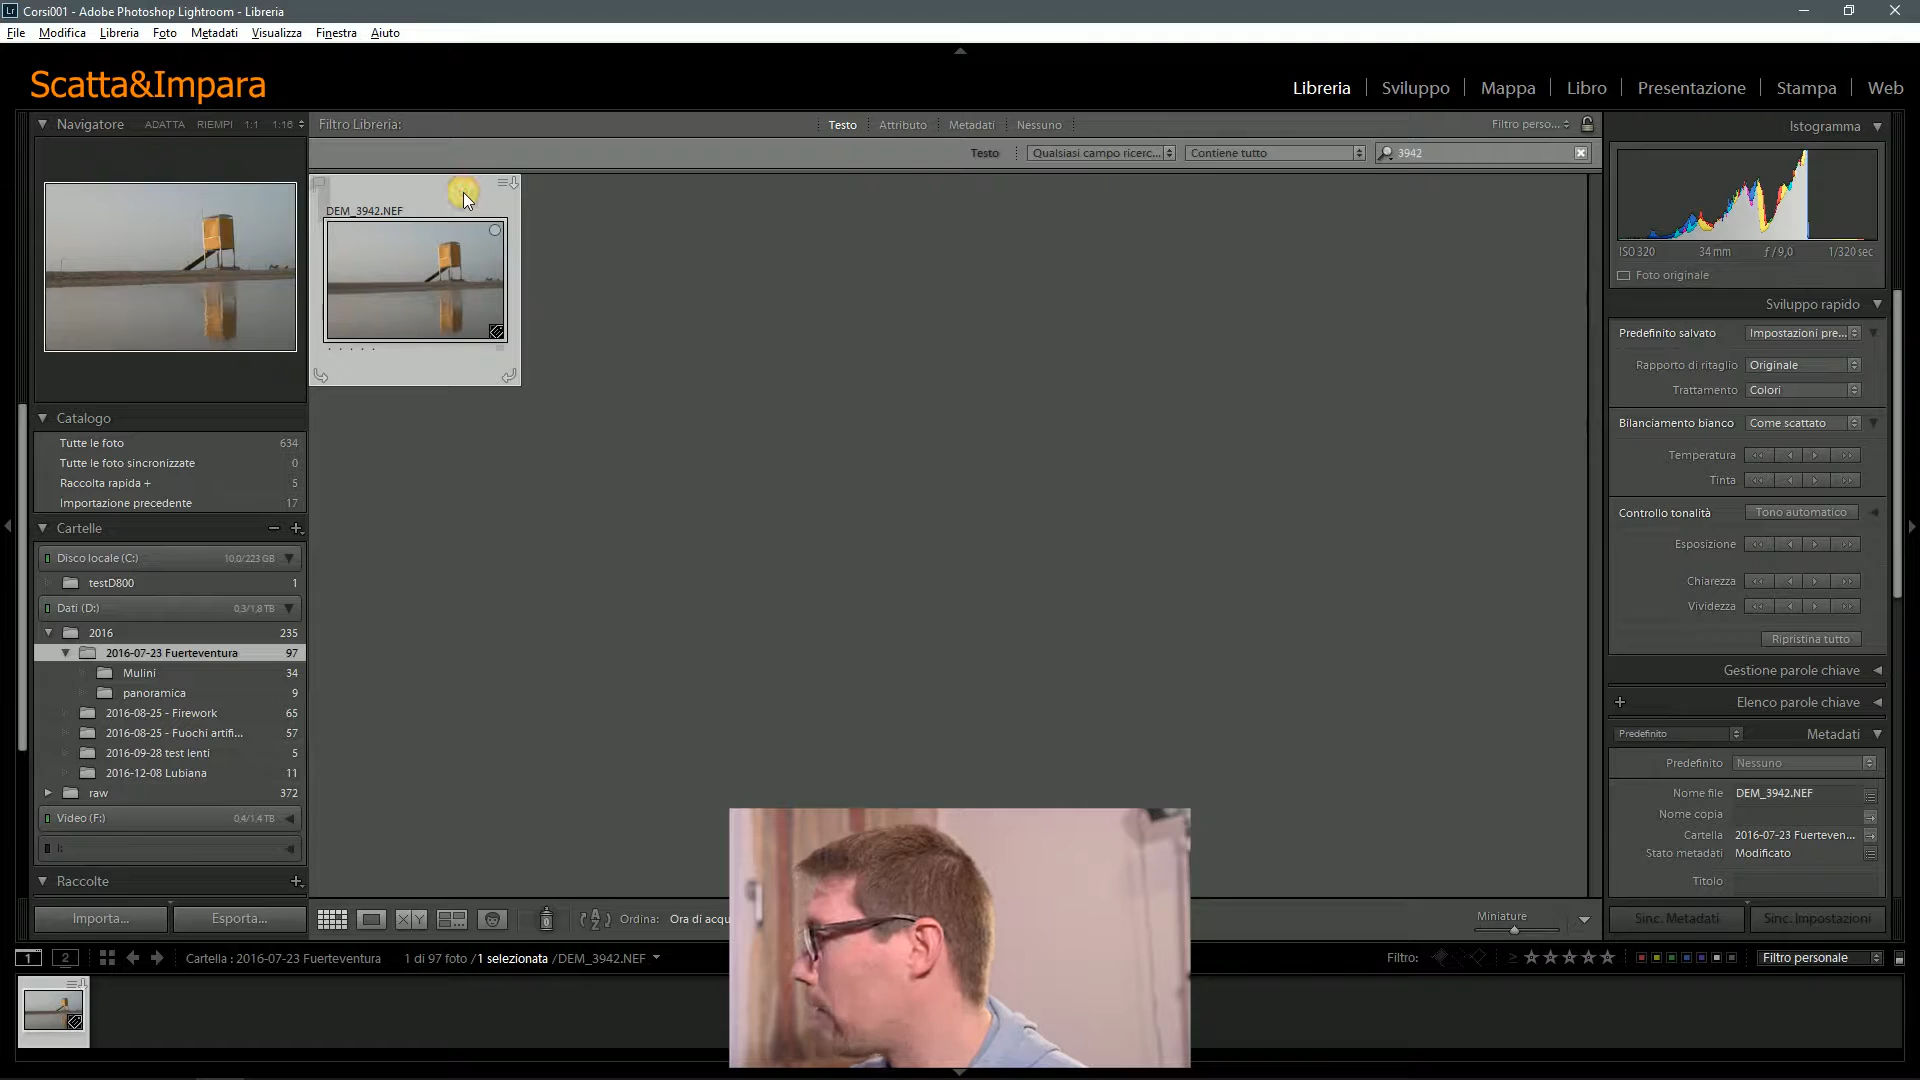 Lr Corsi001 - Adobe Photoshop Lightroom - Libreria
File Modifica Libreria Foto Metadati Visualizza Finestra Aiuto
Scatta&Impara
Libreria Sviluppo Mappa Libro Presentazione Stampa Web
Navigatore ADATTA RIEMPI 1:1 1:16
Filtro Libreria: Testo Attributo Metadati Nessuno Filtro perso...
Istogramma
Testo Qualsiasi campo ricerc... Contiene tutto 3942
DEM_3942.NEF
ISO 320 34 mm ƒ / 9,0 1/320 sec
Foto originale
Sviluppo rapido
Predefinito salvato Impostazioni pre...
Rapporto di ritaglio Originale
Trattamento Colori
Bilanciamento bianco Come scattato
Temperatura
Tinta
Controllo tonalità Tono automatico
Esposizione
Chiarezza
Vividezza
Ripristina tutto
Gestione parole chiave
Elenco parole chiave
Predefinito Metadati
Predefinito Nessuno
Nome file DEM_3942.NEF
Nome copia
Cartella 2016-07-23 Fuerteven...
Stato metadati Modificato
Titolo
Sinc. Metadati Sinc. Impostazioni
Catalogo
Tutte le foto 634
Tutte le foto sincronizzate 0
Raccolta rapida + 5
Importazione precedente 17
Cartelle
Disco locale (C:) 10,0/223 GB
testD800 1
Dati (D:) 0,3/1,8 TB
2016 235
2016-07-23 Fuerteventura 97
Mulini 34
panoramica 9
2016-08-25 - Firework 65
2016-08-25 - Fuochi artifi... 57
2016-09-28 test lenti 5
2016-12-08 Lubiana 11
raw 372
Video (F:) 0,4/1,4 TB
I:
Raccolte
Importa... Esporta...
X Y Ordina: Ora di acqu
Miniature
1 2 Cartella : 2016-07-23 Fuerteventura 1 di 97 foto / 1 selezionata / DEM_3942.NEF
Filtro: ≥ Filtro personale